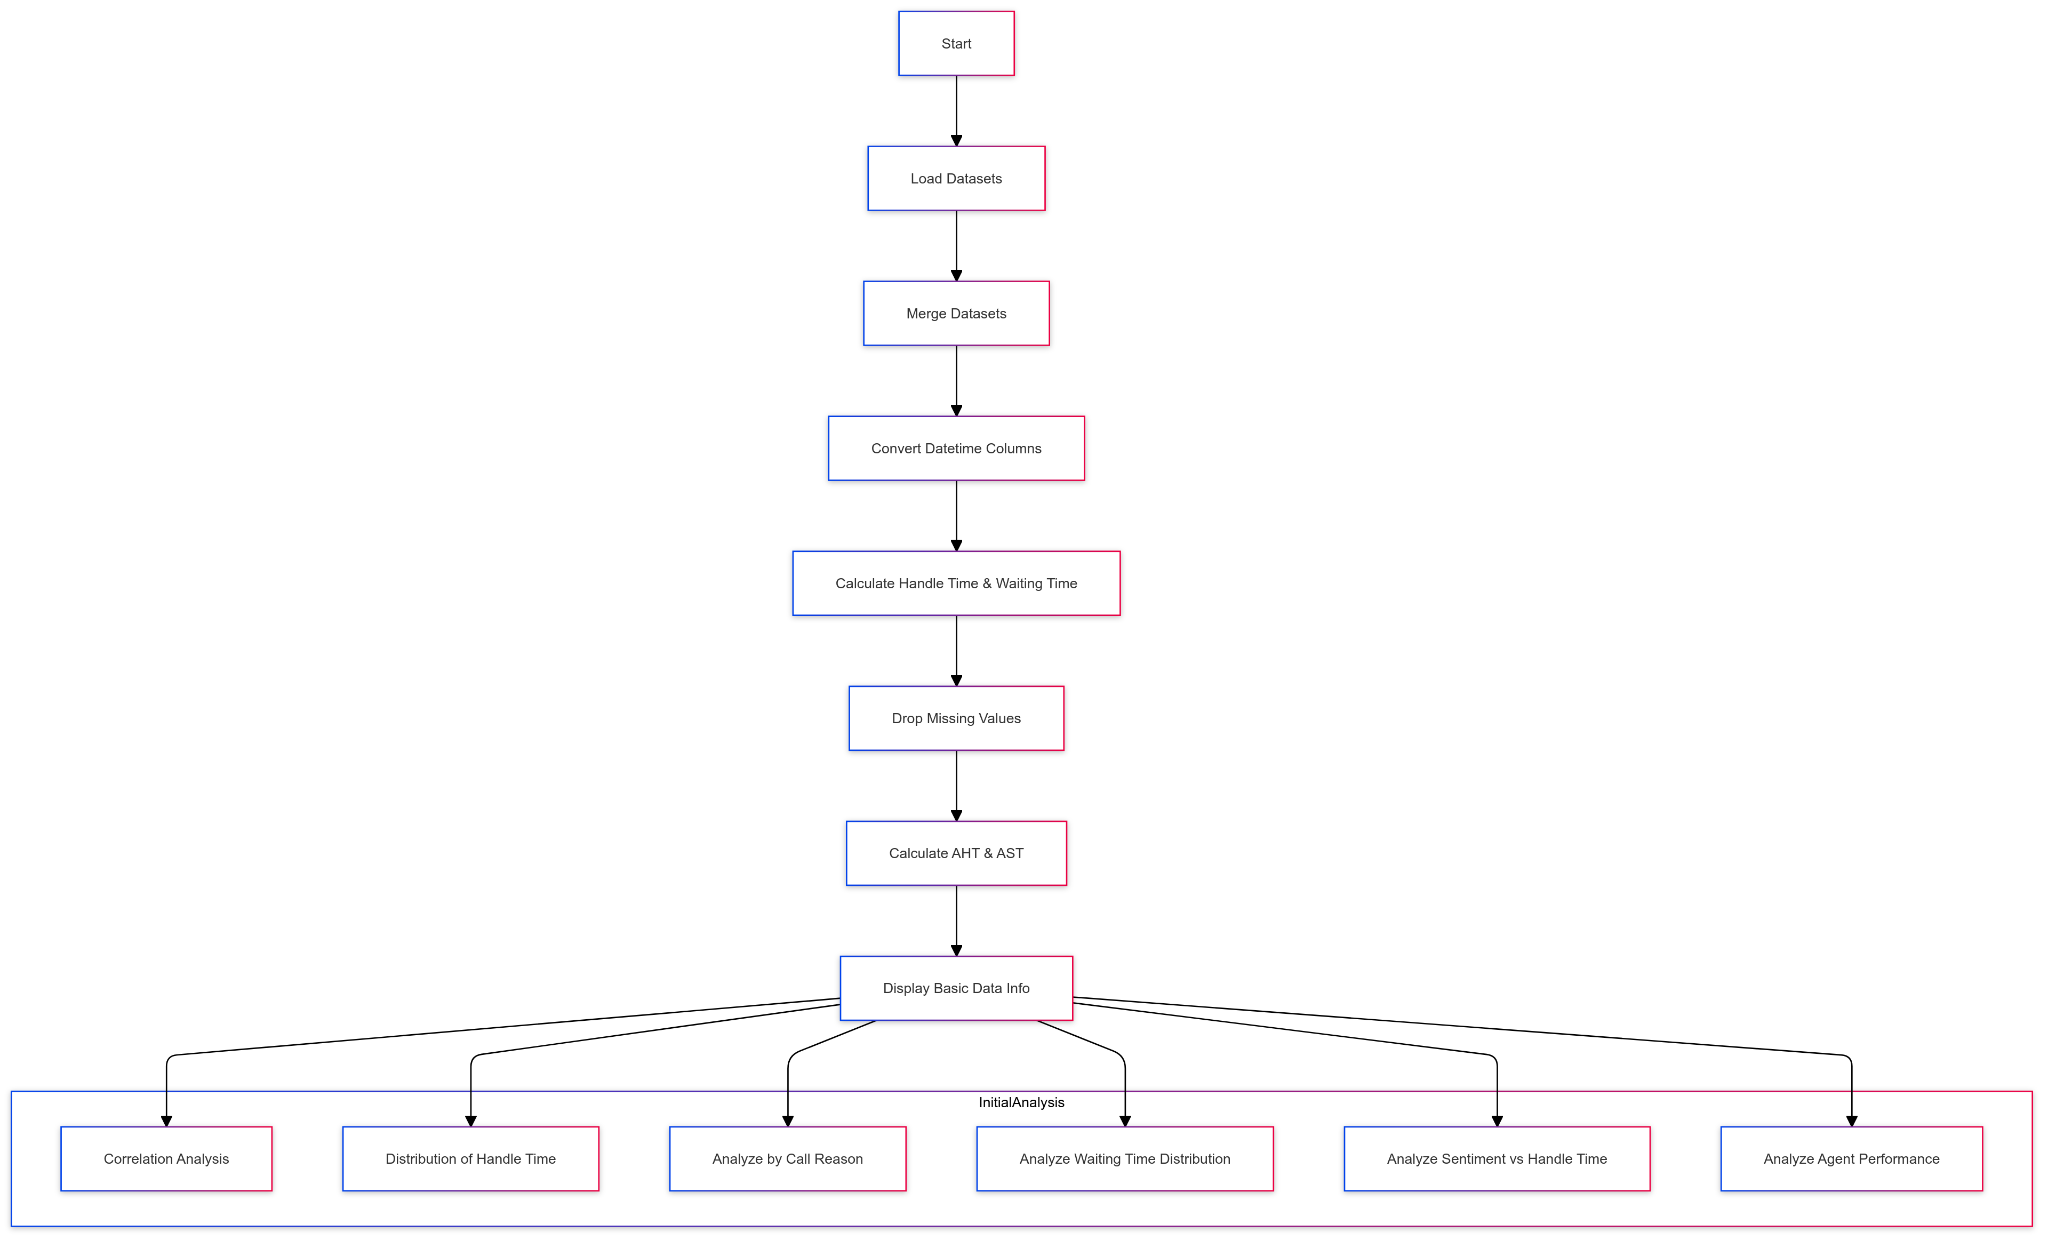 Start
Load Datasets
Merge Datasets
Convert Datetime Columns
Calculate Handle Time & Waiting Time
Drop Missing Values
Calculate AHT & AST
Display Basic Data Info
InitialAnalysis
Correlation Analysis
Distribution of Handle Time
Analyze by Call Reason
Analyze Waiting Time Distribution
Analyze Sentiment vs Handle Time
Analyze Agent Performance